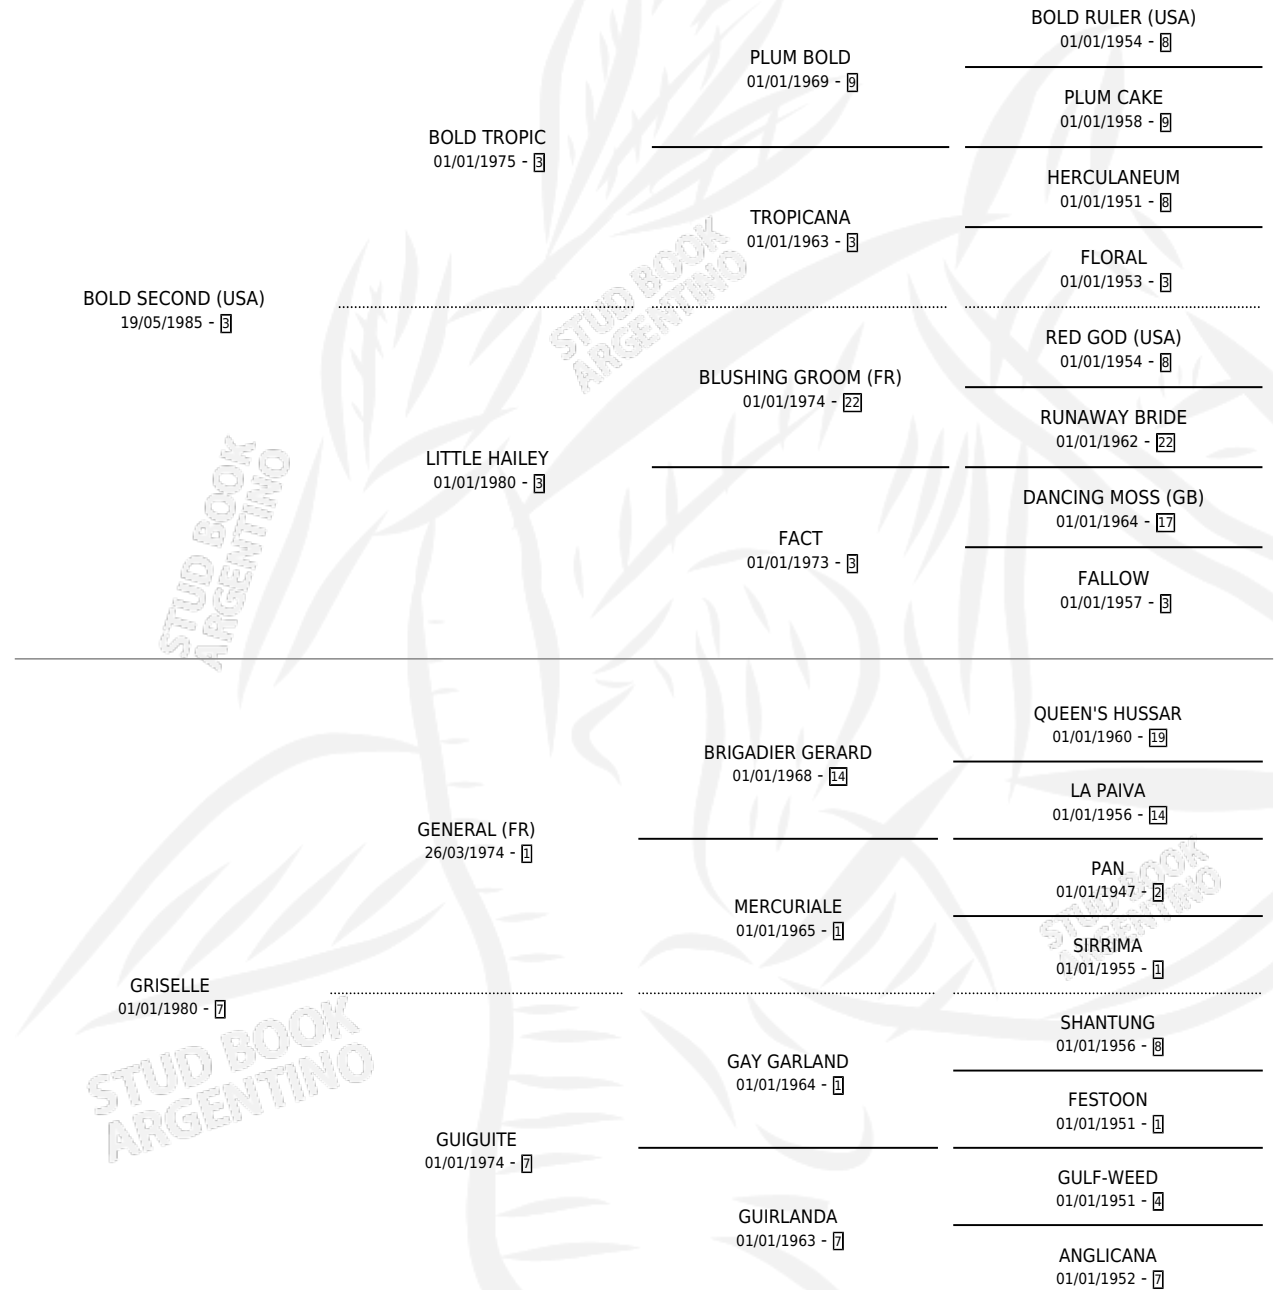 BOLD RULER (USA)
01/01/1954 - 8
PLUM BOLD
01/01/1969 - 9
PLUM CAKE
01/01/1958 - 9
BOLD TROPIC
01/01/1975 - 3
HERCULANEUM
01/01/1951 - 8
TROPICANA
01/01/1963 - 3
FLORAL
01/01/1953 - 3
BOLD SECOND (USA)
19/05/1985 - 3
RED GOD (USA)
01/01/1954 - 8
BLUSHING GROOM (FR)
01/01/1974 - 22
RUNAWAY BRIDE
01/01/1962 - 22
LITTLE HAILEY
01/01/1980 - 3
DANCING MOSS (GB)
01/01/1964 - 17
FACT
01/01/1973 - 3
FALLOW
01/01/1957 - 3
QUEEN'S HUSSAR
01/01/1960 - 19
BRIGADIER GERARD
01/01/1968 - 14
LA PAIVA
01/01/1956 - 14
GENERAL (FR)
26/03/1974 - 1
PAN
01/01/1947 - 2
MERCURIALE
01/01/1965 - 1
SIRRIMA
01/01/1955 - 1
GRISELLE
01/01/1980 - 7
SHANTUNG
01/01/1956 - 8
GAY GARLAND
01/01/1964 - 1
FESTOON
01/01/1951 - 1
GUIGUITE
01/01/1974 - 7
GULF-WEED
01/01/1951 - 4
GUIRLANDA
01/01/1963 - 7
ANGLICANA
01/01/1952 - 7
STUD BOOK
ARGENTINO
STUD BOOK
ARGENTINO
STUD BOOK
ARGENTINO
STUD BOOK
ARGENTINO